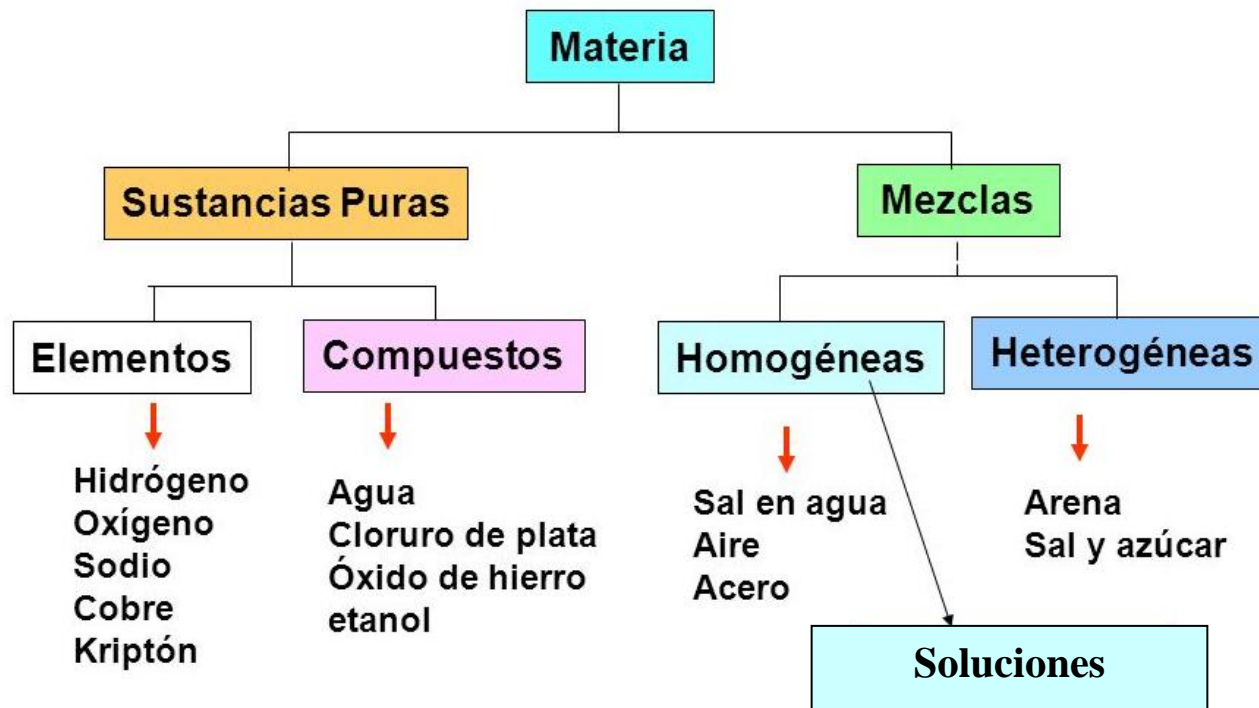 Materia
Sustancias Puras
Mezclas
Elementos
Compuestos
Homogéneas
Heterogéneas
Hidrógeno
Oxígeno
Sodio
Cobre
Kriptón
Agua
Cloruro de plata
Óxido de hierro
etanol
Sal en agua
Aire
Acero
Arena
Sal y azúcar
Soluciones